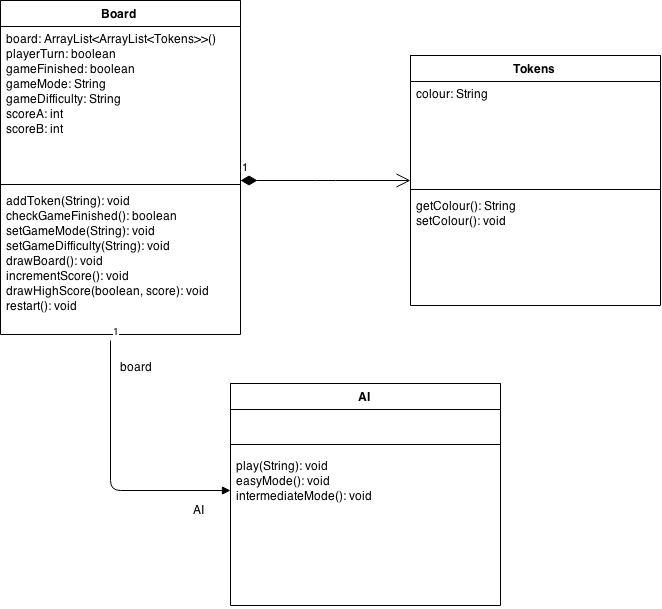 Board
board: ArrayList<ArrayList<Tokens>>()
playerTurn: boolean
gameFinished: boolean
gameMode: String
gameDifficulty: String
scoreA: int
scoreB: int
addToken(String): void
checkGameFinished(): boolean
setGameMode(String): void
setGameDifficulty(String): void
drawBoard(): void
incrementScore(): void
drawHighScore(boolean, score): void
restart(): void
1
Tokens
colour: String
getColour(): String
setColour(): void
1
board
AI
AI
play(String): void
easyMode(): void
intermediateMode(): void